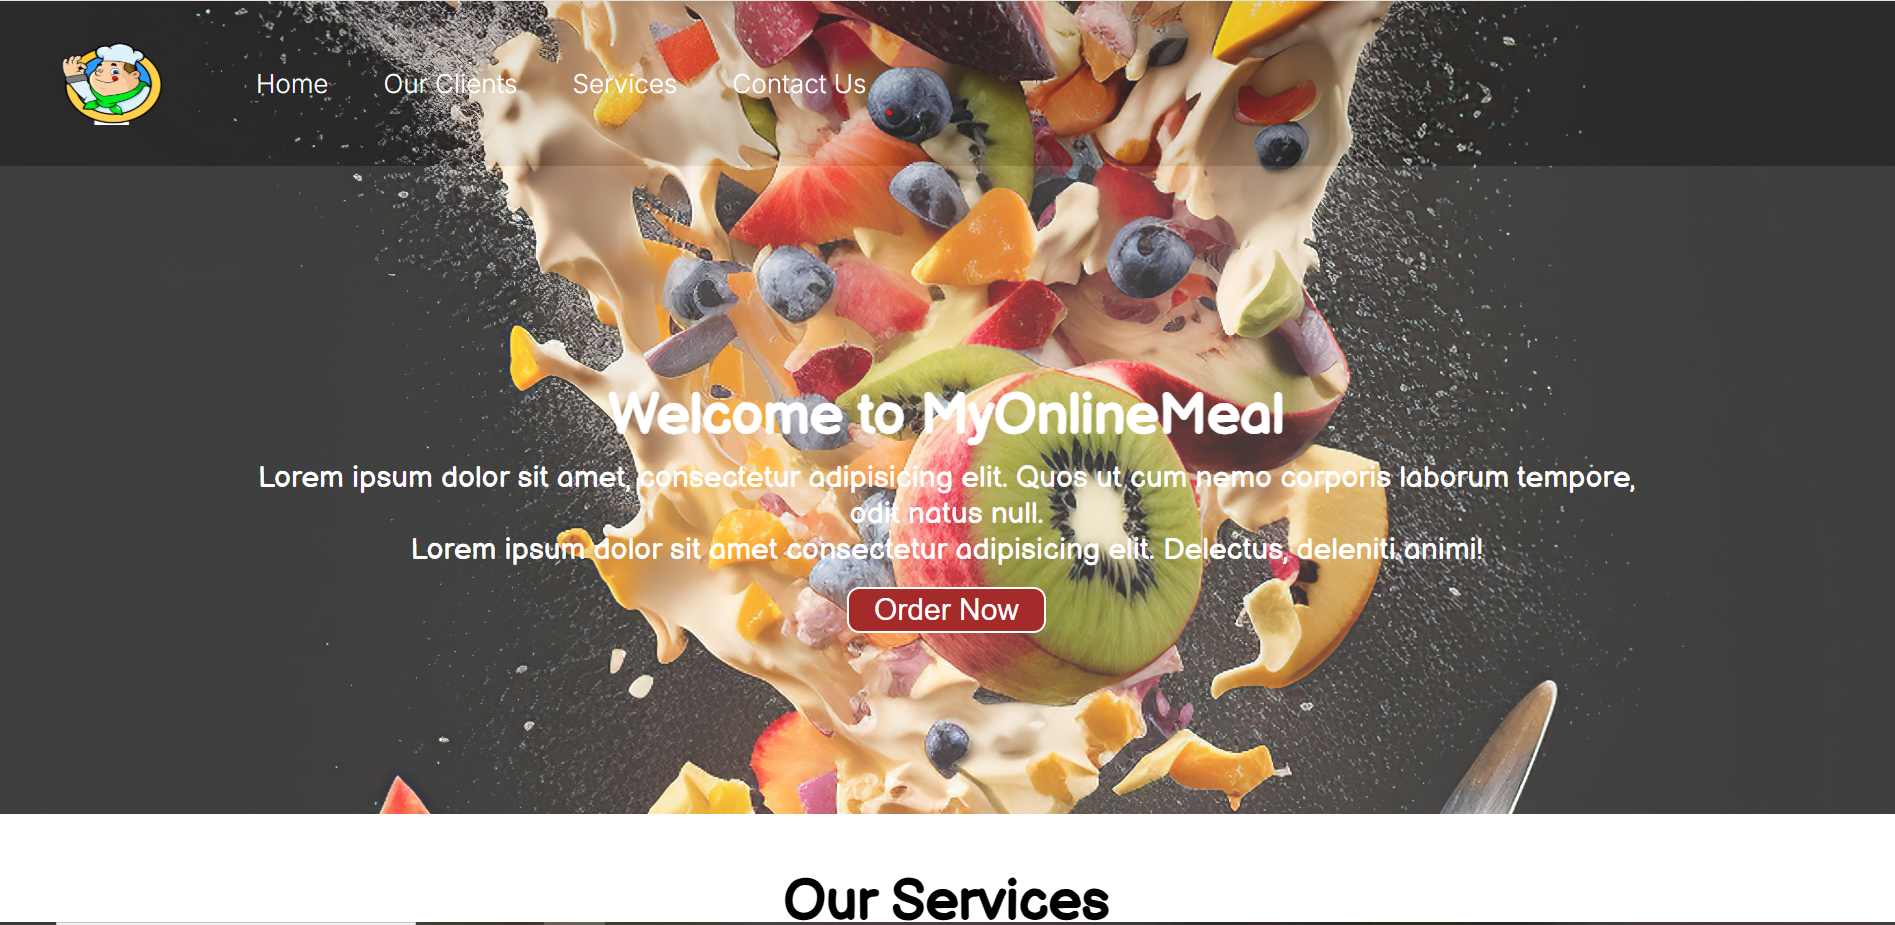 Home Our Clients Services Contact Us
Welcome to MyOnlineMeal
Lorem ipsum dolor sit amet, consectetur adipisicing elit. Quos ut cum nemo corporis laborum tempore,
odit natus null.
Lorem ipsum dolor sit amet consectetur adipisicing elit. Delectus, deleniti animi!
Order Now
Our Services